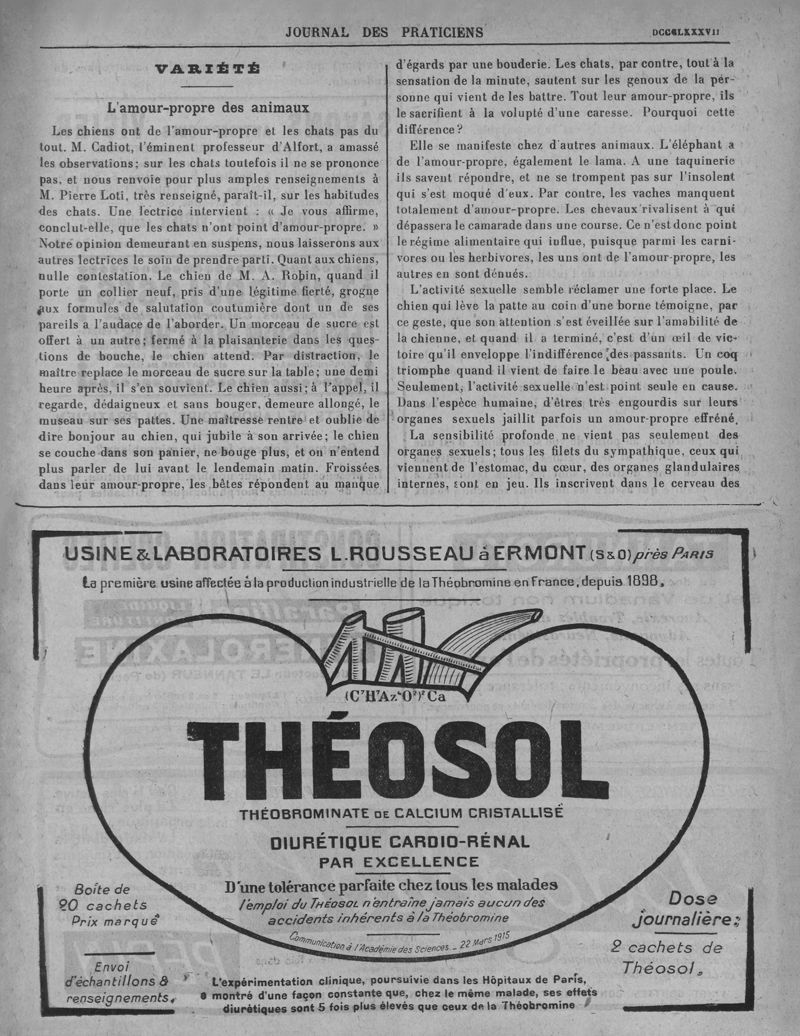 JOURNAL DES PRATICIENS
VARIÉTÉ
L'amour-propre des animaux
Les chiens ont de l'amour-propre et les chats pas du
tout. M. Cadiot, l'éminent professeur d'Alfort, a amassé
les observations; sur les chats toutefois il ne se prononce
pas, et nous renvoie pour plus amples renseignements à
M. Pierre Loti, très renseigné, paraît-il, sur les habitudes
des chats. Une lectrice intervient : « Je vous affirme,
conclut-elle, que les chats n'ont point d'amour-propre. »
Notre opinion demeurant en suspens, nous laisserons aux
autres lectrices le soin de prendre parti. Quant aux chiens,
nulle contestation. Le chien de M. A. Robin, quand il
porte un collier neuf, pris d'une légitime fierté, grogne
aux formules de salutation coutumière dont un de ses
pareils a l'audace de l'aborder. Un morceau de sucre est
offert à un autre; fermé à la plaisanterie dans les ques-
tions de bouche, le chien attend. Par distraction, le
maître replace le morceau de sucre sur la table; une demi
heure après, il s'en souvient. Le chien aussi; à l'appel, il
regarde, dédaigneux et sans bouger, demeure allongé, le
museau sur ses pattes. Une maîtresse rentre et oublie de
dire bonjour au chien, qui jubile à son arrivée; le chien
se couche dans son panier, ne bouge plus, et on n'entend
plus parler de lui avant le lendemain matin. Froissées
dans leur amour-propre, les bêtes répondent au manque
d'égards par une bouderie. Les chats, par contre, tout à la
sensation de la minute, sautent sur les genoux de la per-
sonne qui vient de les battre. Tout leur amour-propre, ils
le sacrifient à la volupté d'une caresse. Pourquoi cette
différence?
Elle se manifeste chez d'autres animaux. L'éléphant a
de l'amour-propre, également le lama. A une taquinerie
ils savent répondre, et ne se trompent pas sur l'insolent
qui s'est moqué d'eux. Par contre, les vaches manquent
totalement d'amour-propre. Les chevaux rivalisent à qui
dépassera le camarade dans une course. Ce n'est donc point
le régime alimentaire qui influe, puisque parmi les carni-
vores ou les herbivores, les uns ont de l'amour-propre, les
autres en sont dénués.
L'activité sexuelle semble réclamer une forte place. Le
chien qui lève la patte au coin d'une borne témoigne, par
ce geste, que son attention s'est éveillée sur l'amabilité de
la chienne, et quand il a terminé, c'est d'un œil de vic-
toire qu'il enveloppe l'indifférence des passants. Un coq
triomphe quand il vient de faire le beau avec une poule.
Seulement, l'activité sexuelle n'est point seule en cause.
Dans l'espèce humaine, d'êtres très engourdis sur leurs
organes sexuels jaillit parfois un amour-propre effréné.
La sensibilité profonde ne vient pas seulement des
organes sexuels; tous les filets du sympathique, ceux qui
viennent de l'estomac, du cœur, des organes glandulaires
internes, sont en jeu. Ils inscrivent dans le cerveau des
USINE & LABORATOIRES L. ROUSSEAU à ERMONT (S&O) près PARIS
La première usine affectée à la production industrielle de la Théobromine en France, depuis 1898.
(C⁷H⁷Az⁴O²)² Ca
THÉOSOL
THÉOBROMINATE DE CALCIUM CRISTALLISÉ
DIURÉTIQUE CARDIO-RÉNAL
PAR EXCELLENCE
D'une tolérance parfaite chez tous les malades
l'emploi du THÉOSOL n'entraîne jamais aucun des
accidents inhérents à la Théobromine
Communication à l'Académie des Sciences._ 22 Mars 1915
Boîte de
20 cachets
Prix marqué
Envoi
d'échantillons &
renseignements.
Dose
journalière:
2 cachets de
Théosol.
L'expérimentation clinique, poursuivie dans les Hôpitaux de Paris,
a montré d'une façon constante que, chez le même malade, ses effets
diurétiques sont 5 fois plus élevés que ceux de la Théobromine